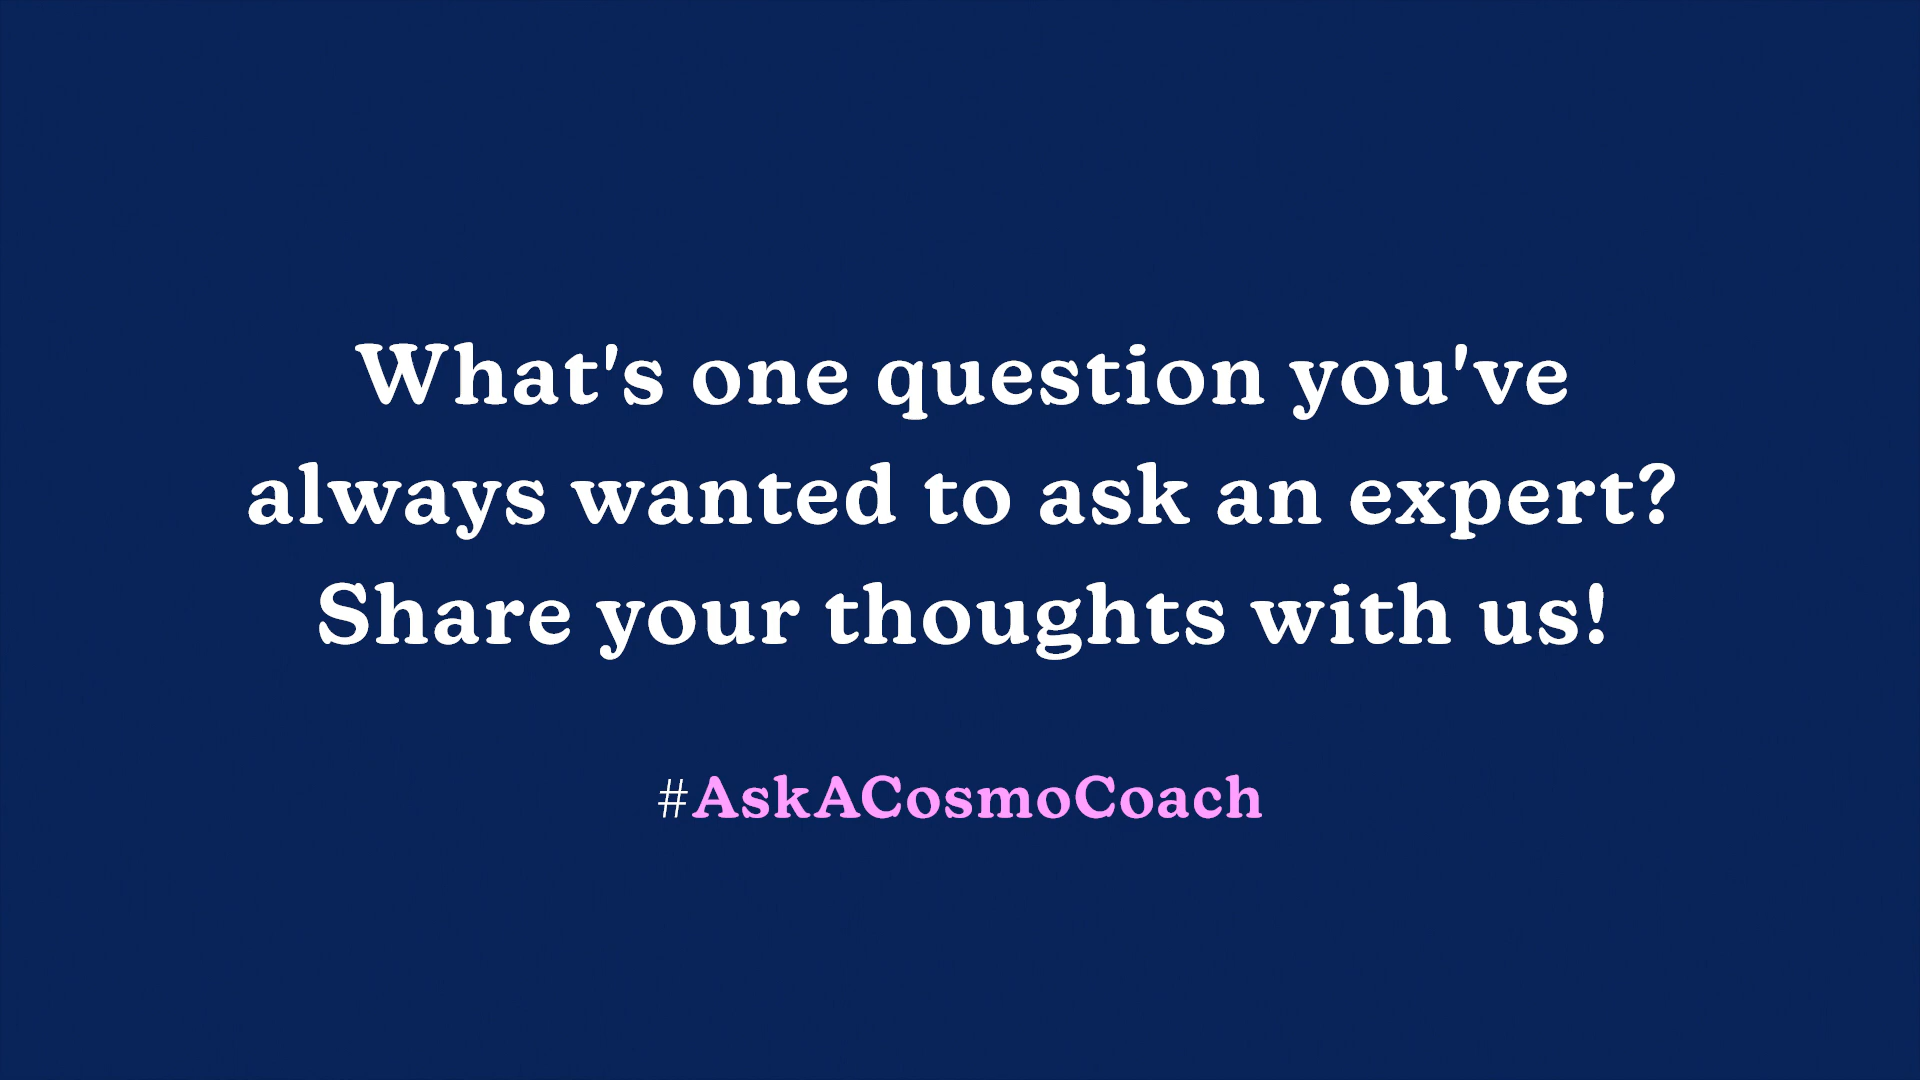 What's one question you've
always wanted to ask an expert?
Share your thoughts with us!
#AskACosmoCoach